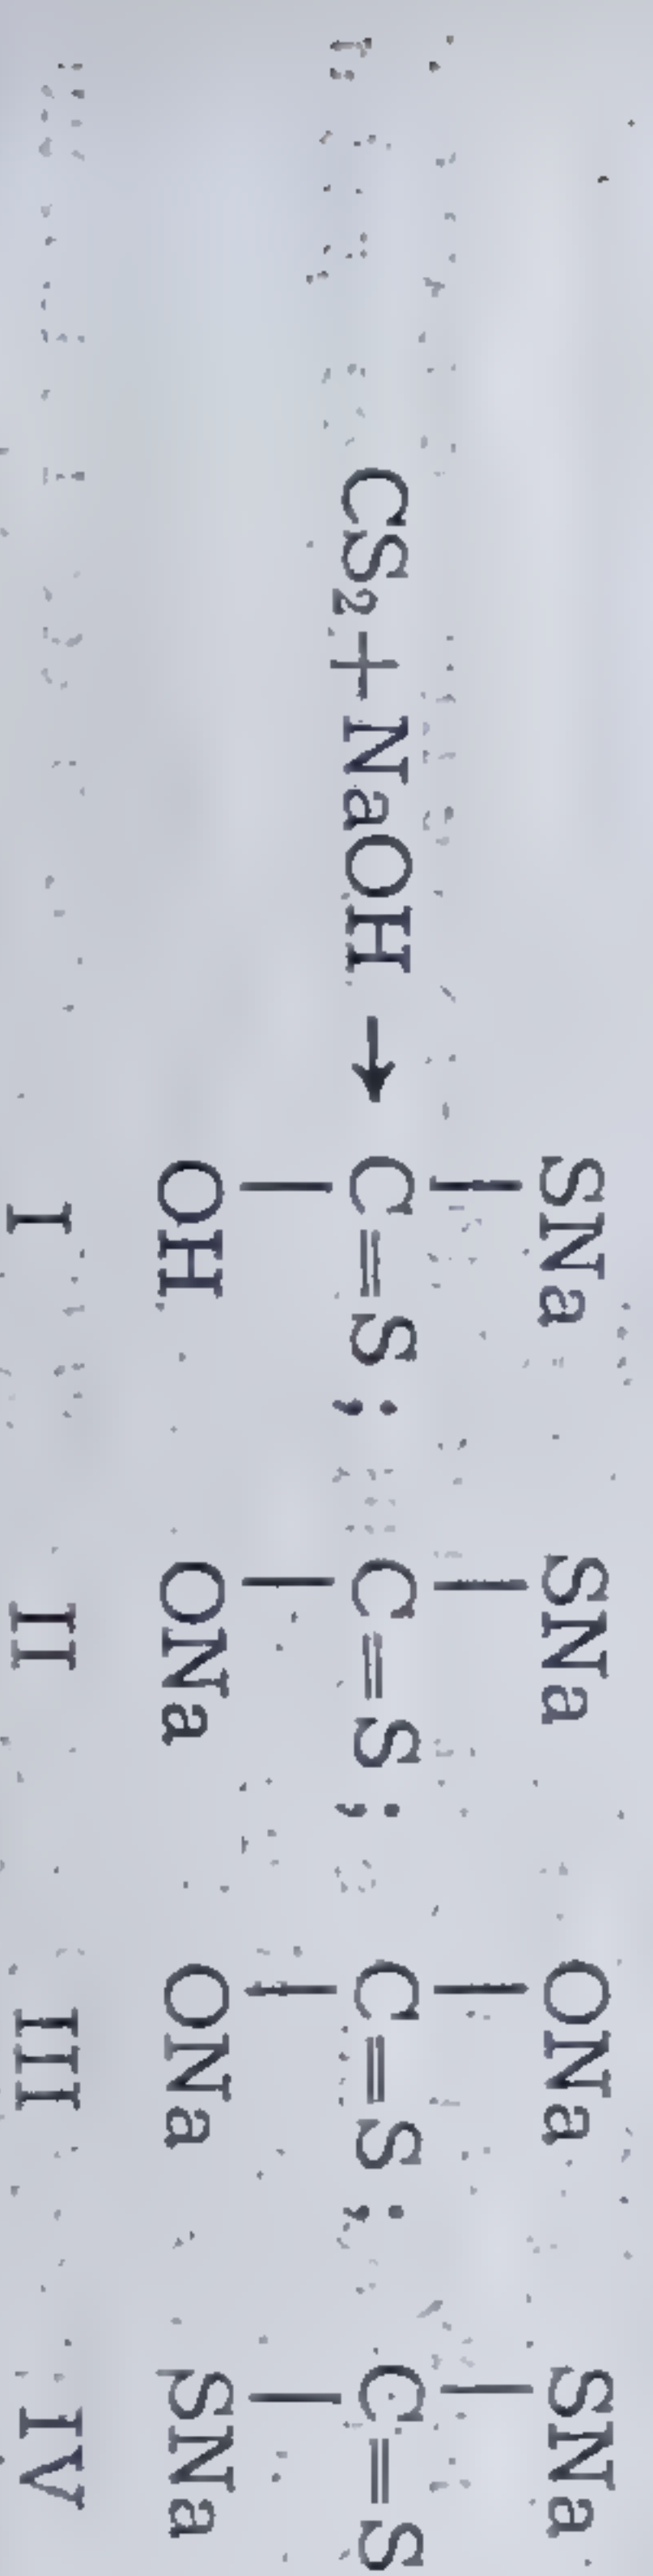 SNa SNa ONa SNa
CS₂+NaOH → C=S; C=S; C=S; C=S
OH ONa ONa SNa
I II III IV